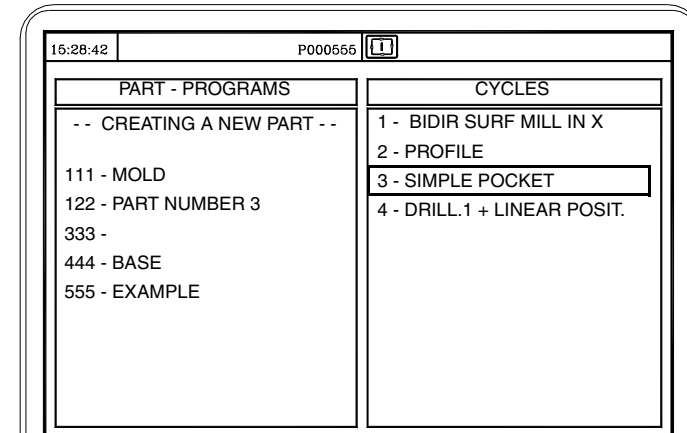 15:28:42 P000555
PART - PROGRAMS
- - CREATING A NEW PART - -
111 - MOLD
122 - PART NUMBER 3
333 -
444 - BASE
555 - EXAMPLE
CYCLES
1 - BIDIR SURF MILL IN X
2 - PROFILE
3 - SIMPLE POCKET
4 - DRILL.1 + LINEAR POSIT.